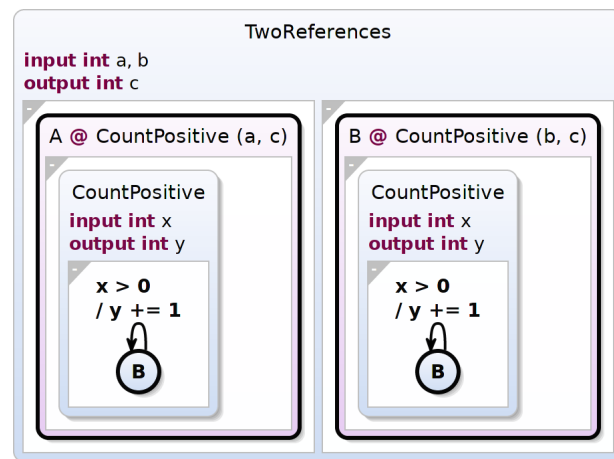 TwoReferences
input int a, b
output int c
-
A @ CountPositive (a, c)
-
CountPositive
input int x
output int y
-
x > 0
/ y += 1
B
-
B @ CountPositive (b, c)
-
CountPositive
input int x
output int y
-
x > 0
/ y += 1
B